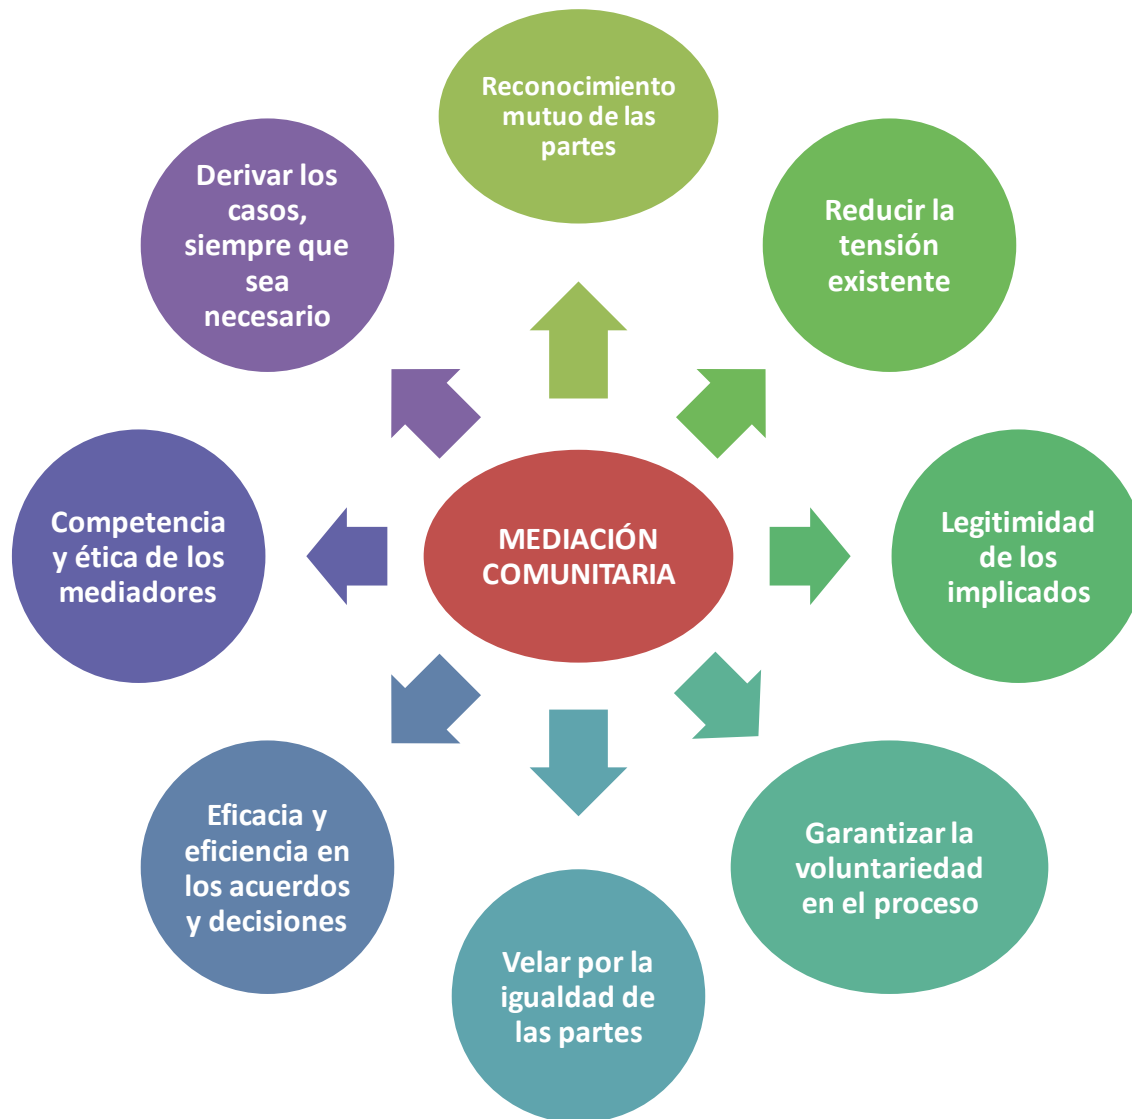 Reconocimiento
mutuo de las
partes
Reducir la
tensión
existente
Legitimidad
de los
implicados
Garantizar la
voluntariedad
en el proceso
Velar por la
igualdad de
las partes
Eficacia y
eficiencia en
los acuerdos
y decisiones
Competencia
y ética de los
mediadores
Derivar los
casos,
siempre que
sea
necesario
MEDIACIÓN
COMUNITARIA